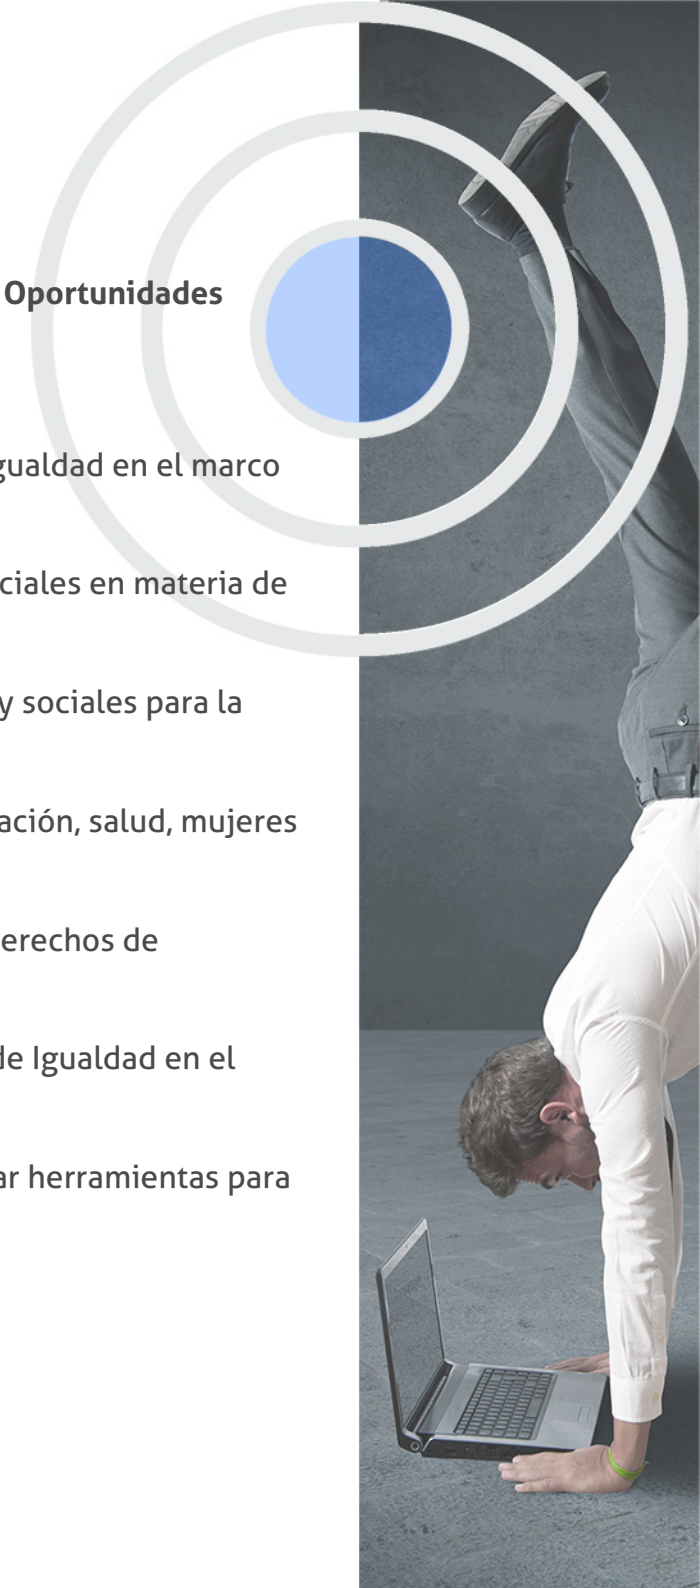 Oportunidades
gualdad en el marco
ciales en materia de
y sociales para la
ación, salud, mujeres
erechos de
de Igualdad en el
ar herramientas para